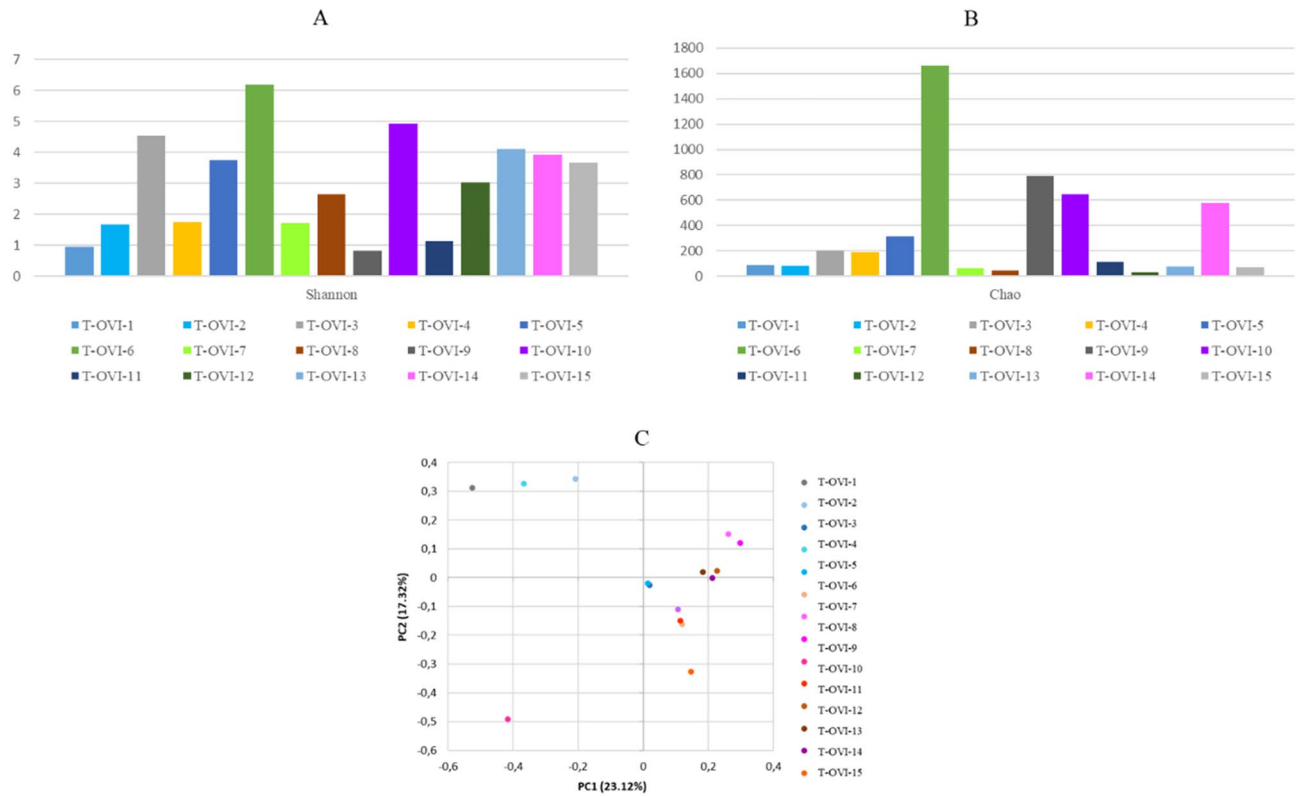 A
7
6
5
4
3
2
1
0
Shannon
T-OVI-1 T-OVI-2 T-OVI-3 T-OVI-4 T-OVI-5
T-OVI-6 T-OVI-7 T-OVI-8 T-OVI-9 T-OVI-10
T-OVI-11 T-OVI-12 T-OVI-13 T-OVI-14 T-OVI-15
B
1800
1600
1400
1200
1000
800
600
400
200
0
Chao
T-OVI-1 T-OVI-2 T-OVI-3 T-OVI-4 T-OVI-5
T-OVI-6 T-OVI-7 T-OVI-8 T-OVI-9 T-OVI-10
T-OVI-11 T-OVI-12 T-OVI-13 T-OVI-14 T-OVI-15
C
PC2 (17.32%)
0,4
0,3
0,2
0,1
0
-0,1
-0,2
-0,3
-0,4
-0,5
-0,6
-0,6 -0,4 -0,2 0 0,2 0,4
PC1 (23.12%)
T-OVI-1
T-OVI-2
T-OVI-3
T-OVI-4
T-OVI-5
T-OVI-6
T-OVI-7
T-OVI-8
T-OVI-9
T-OVI-10
T-OVI-11
T-OVI-12
T-OVI-13
T-OVI-14
T-OVI-15